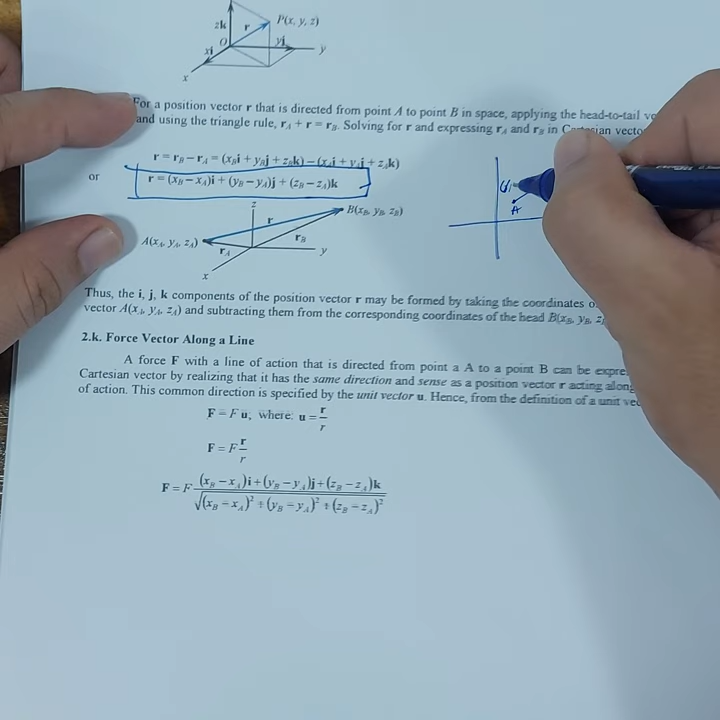 zk r P(x, y, z)
O
xi yj y
x
For a position vector r that is directed from point A to point B in space, applying the head-to-tail
and using the triangle rule, rA + r = rB. Solving for r and expressing rA and rB in
r = rB − rA = (xBi + yBj + zBk) − (xAi + yAj + zAk)
or
r = (xB − xA)i + (yB − yA)j + (zB − zA)k
z
A(xA, yA, zA) r B(xB, yB, zB)
rA rB y
x
A
Thus, the i, j, k components of the position vector r may be formed by taking the coordinates
vector A(xA, yA, zA) and subtracting them from the corresponding coordinates of the head B(xB, yB,
2.k. Force Vector Along a Line
A force F with a line of action that is directed from point a A to a point B can be
Cartesian vector by realizing that it has the same direction and sense as a position vector r acting
of action. This common direction is specified by the unit vector u. Hence, from the definition of a unit
F = F u, where: u = r/r
F = F r/r
F = F ((xB − xA)i + (yB − yA)j + (zB − zA)k) / √((xB − xA)² + (yB − yA)² + (zB − zA)²)